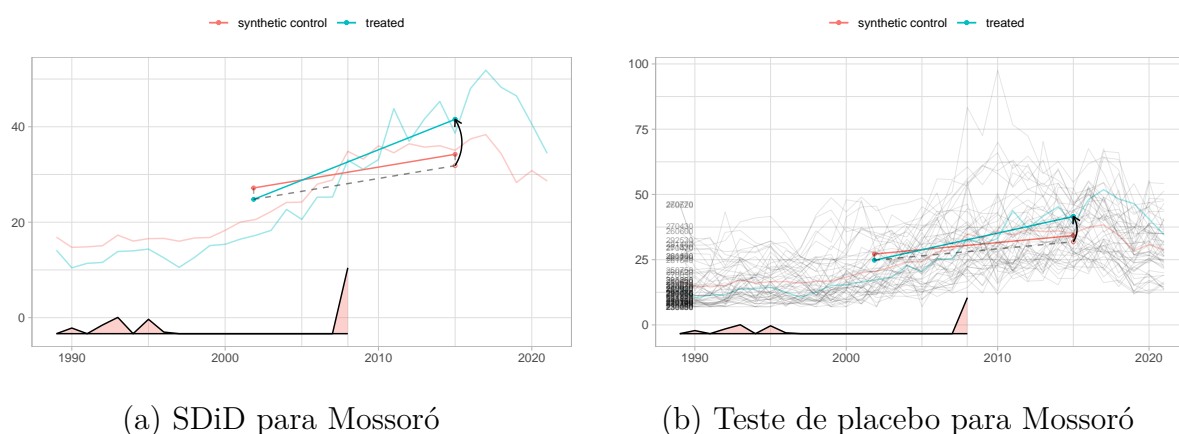 synthetic control treated
40
20
0
1990 2000 2010 2020
(a) SDiD para Mossoró
synthetic control treated
100
75
50
25
0
1990 2000 2010 2020
(b) Teste de placebo para Mossoró